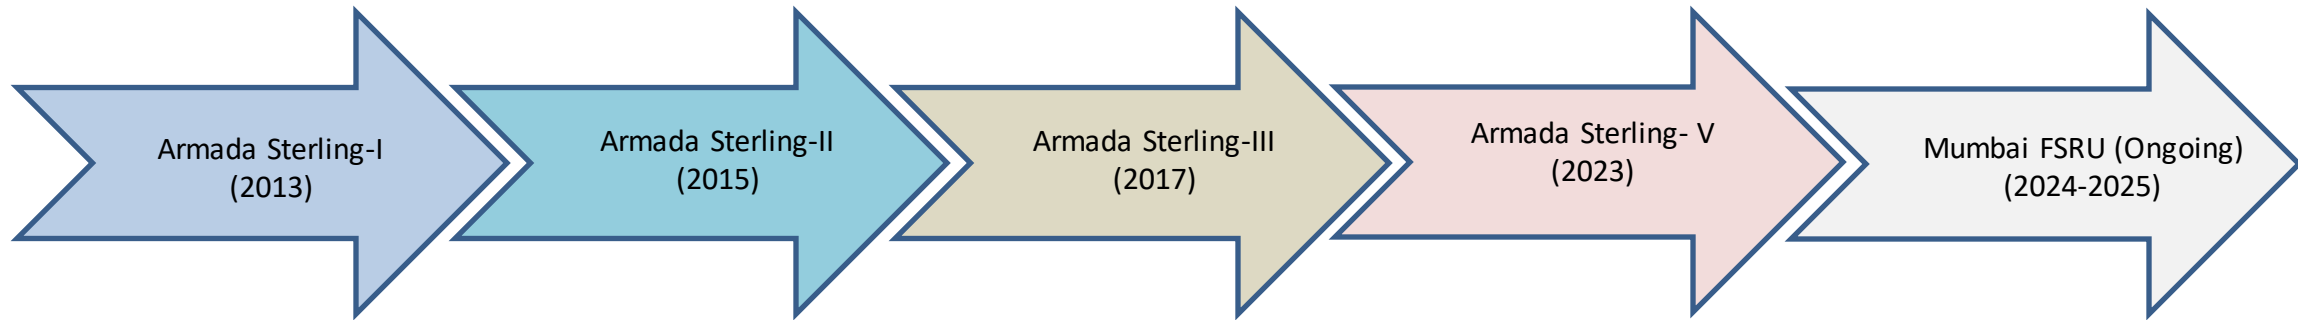 Armada Sterling-I
(2013)
Armada Sterling-II
(2015)
Armada Sterling-III
(2017)
Armada Sterling- V
(2023)
Mumbai FSRU (Ongoing)
(2024-2025)